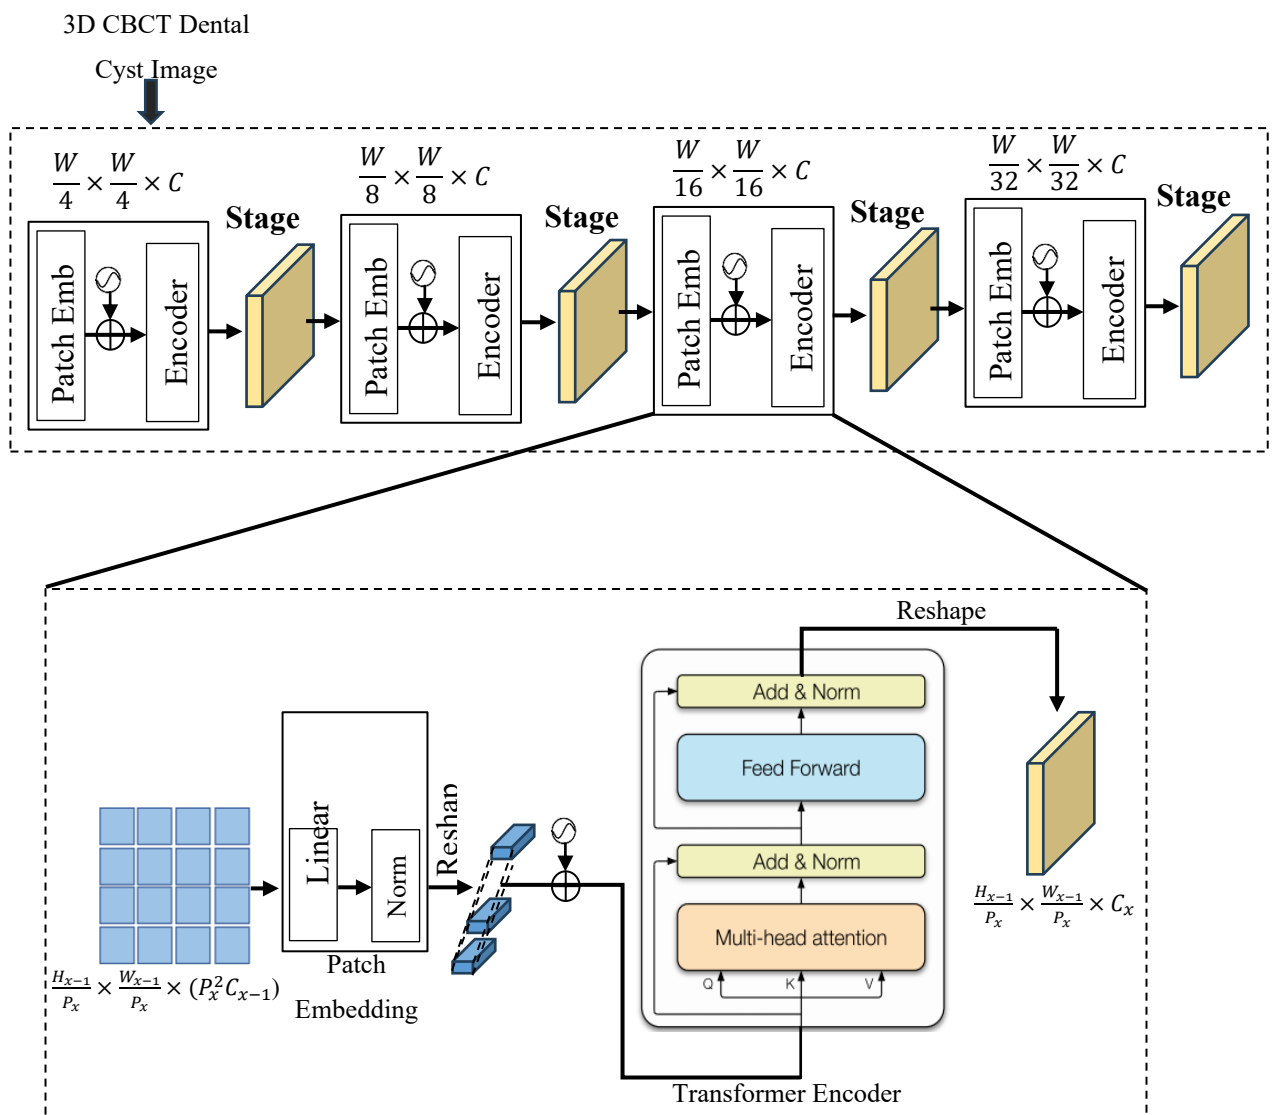 3D CBCT Dental
Cyst Image
W/4 × W/4 × C
W/8 × W/8 × C
W/16 × W/16 × C
W/32 × W/32 × C
Stage
Stage
Stage
Stage
Patch Emb
Encoder
Patch Emb
Encoder
Patch Emb
Encoder
Patch Emb
Encoder
Reshape
Add & Norm
Feed Forward
Add & Norm
Multi-head attention
Q K V
Transformer Encoder
Linear
Norm
Reshap
Patch
Embedding
H_{x-1}/P_x × W_{x-1}/P_x × (P_x^2 C_{x-1})
H_{x-1}/P_x × W_{x-1}/P_x × C_x